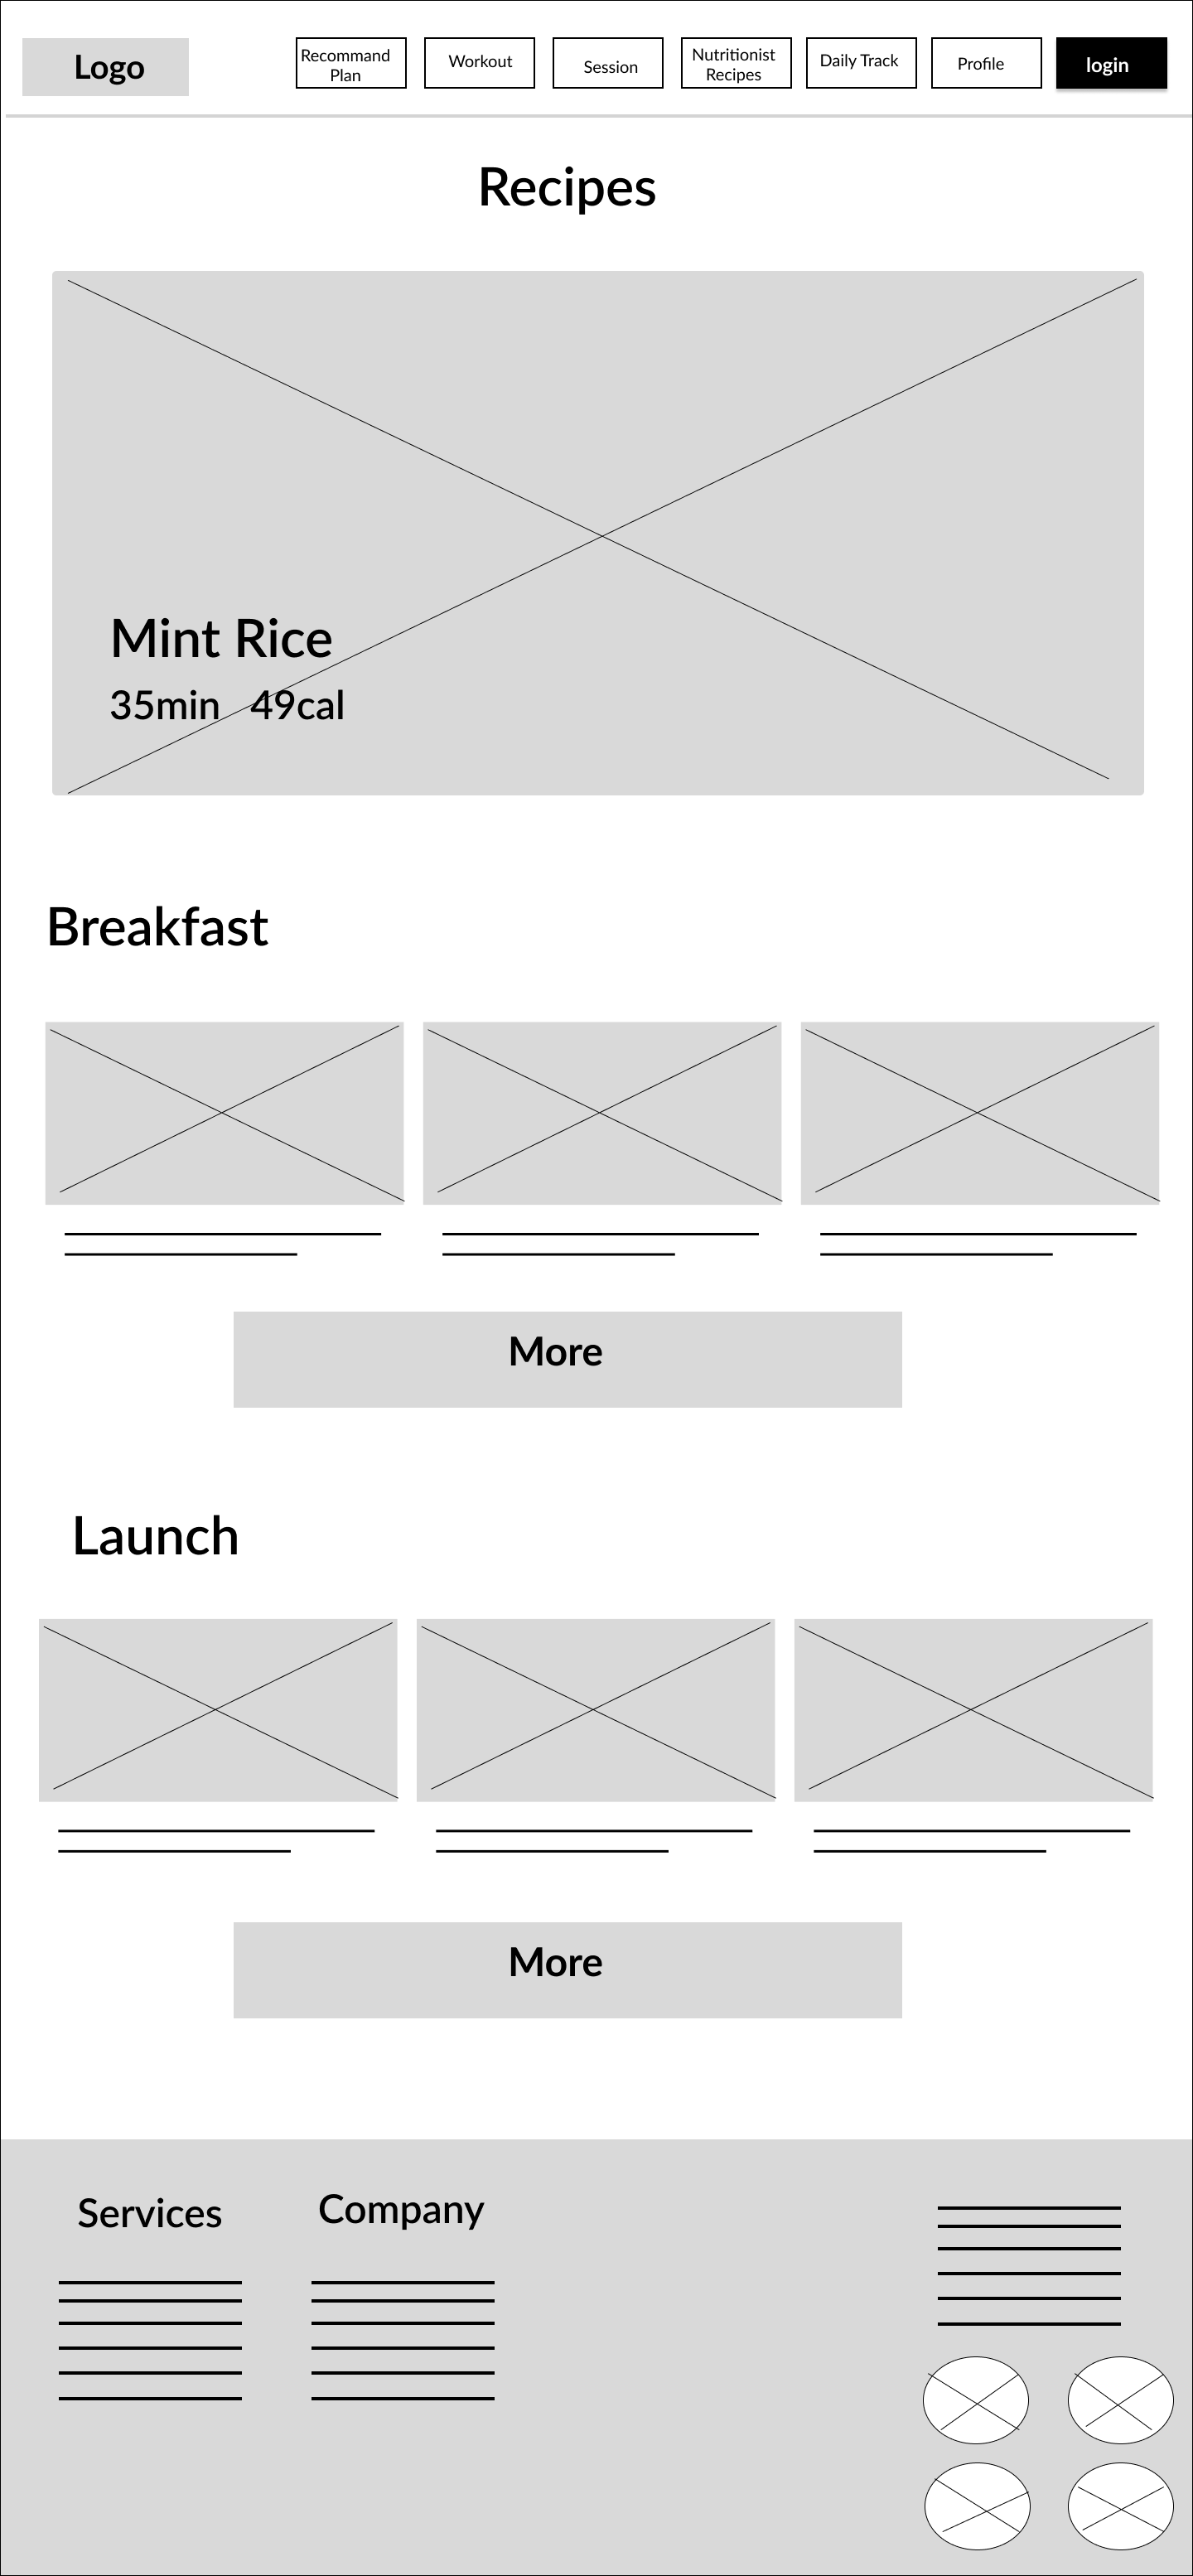 Logo
Recommand
Plan
Workout
Session
Nutritionist
Recipes
Daily Track
Profile
login
Recipes
Mint Rice
35min 49cal
Breakfast
More
Launch
More
Services
Company